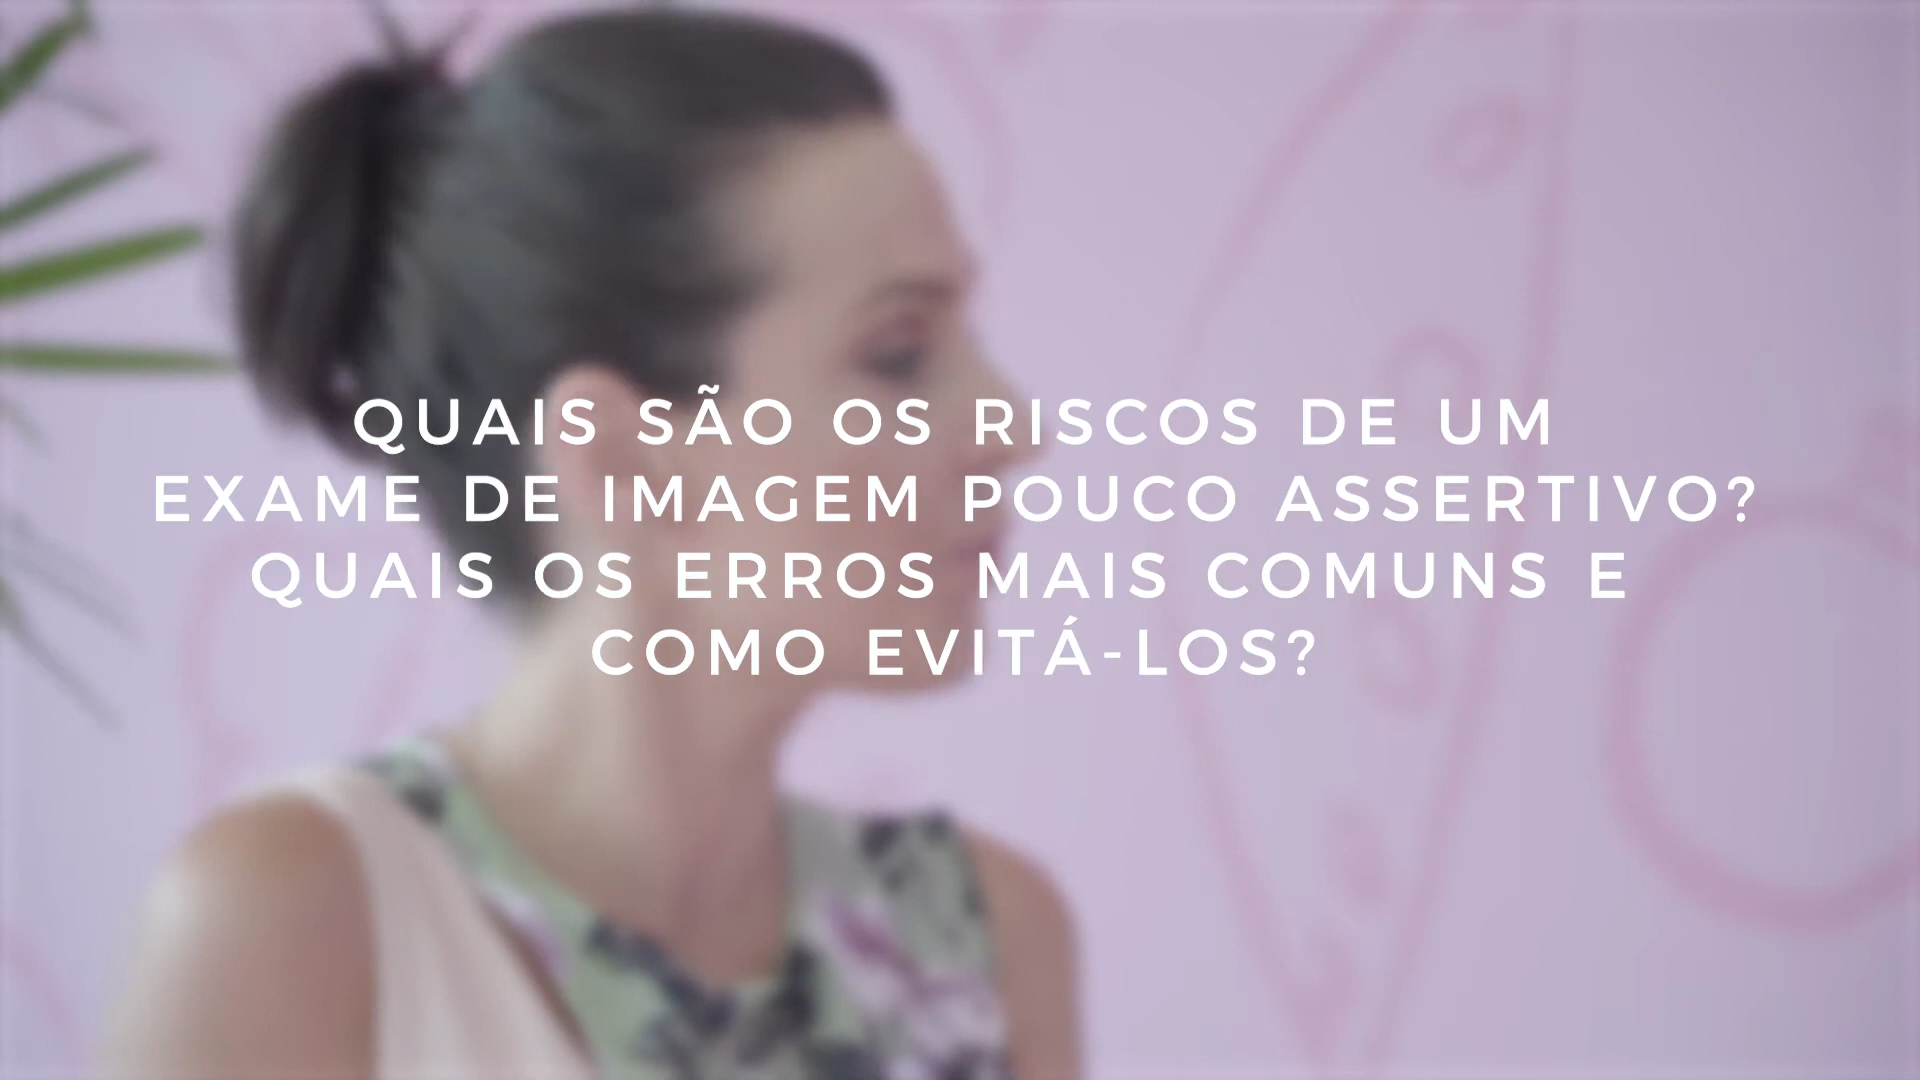 QUAIS SÃO OS RISCOS DE UM
EXAME DE IMAGEM POUCO ASSERTIVO?
QUAIS OS ERROS MAIS COMUNS E
COMO EVITÁ-LOS?